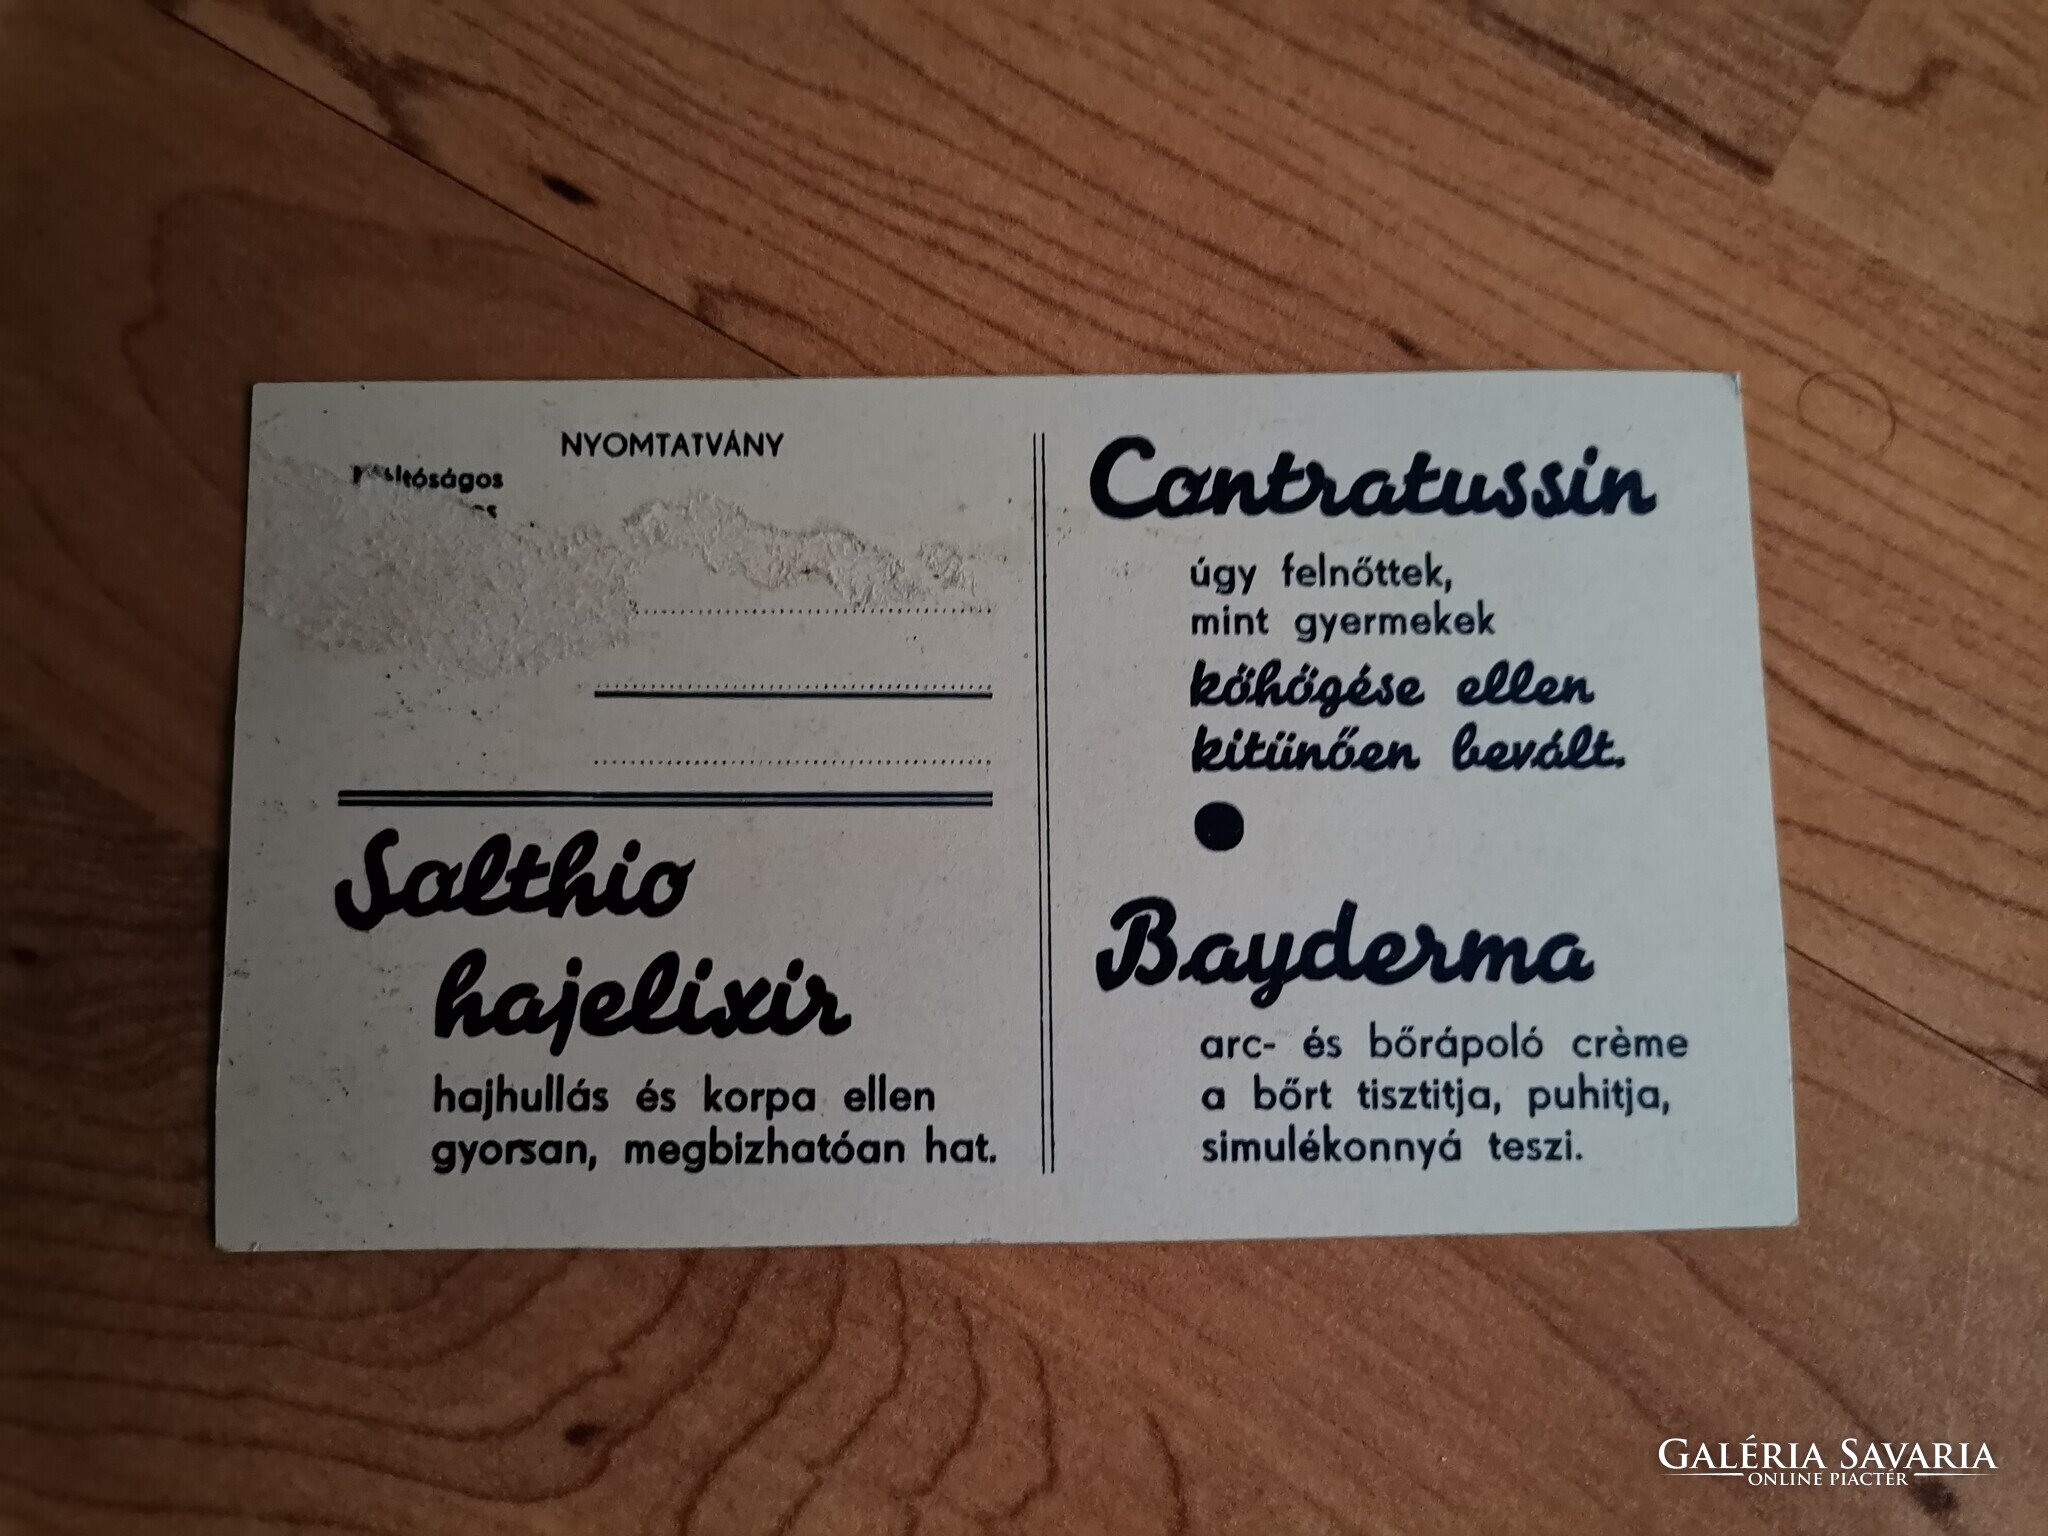 NYOMTATVÁNY
Salthio
hajelixir
hajhullás és korpa ellen
gyorsan, megbizhatóan hat.
Contratussin
úgy felnőttek,
mint gyermekek
köhögése ellen
kitünően bevált.
Bayderma
arc- és bőrápoló crème
a bőrt tisztitja, puhitja,
simulékonnyá teszi.
GALÉRIA SAVARIA
ONLINE PIACTÉR